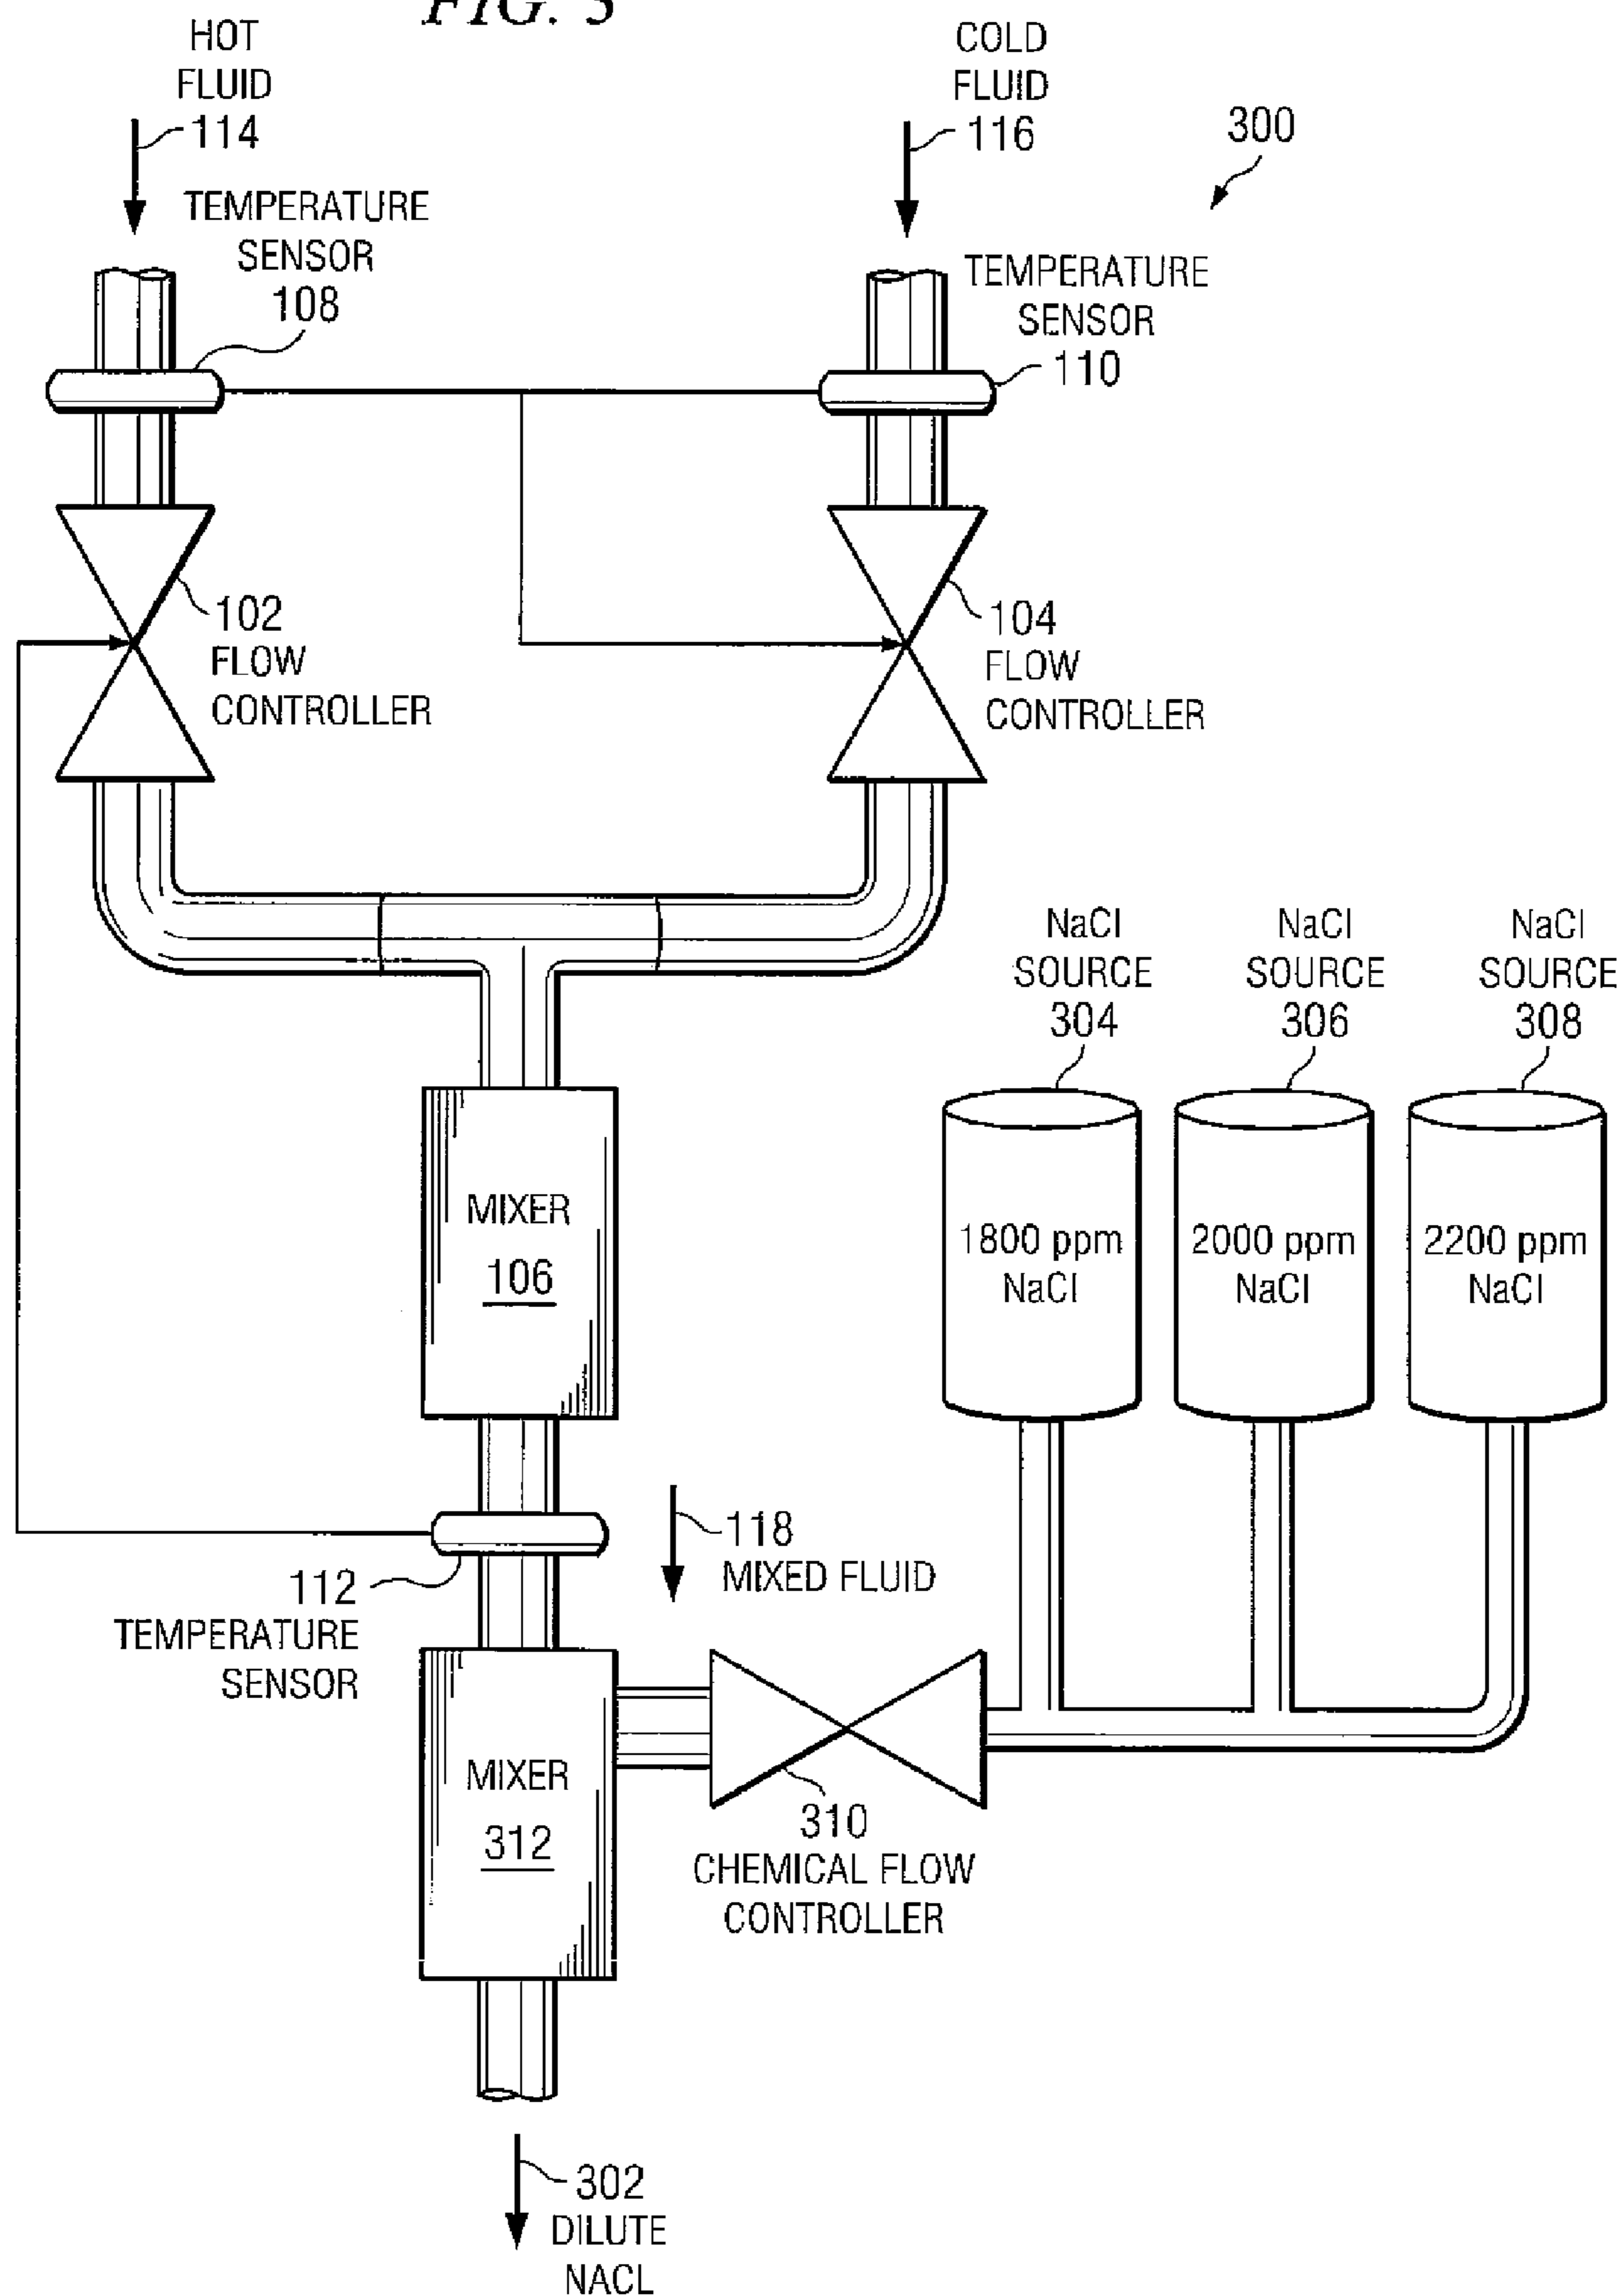 FIG. 3
HOT
FLUID
114
COLD
FLUID
116
300
TEMPERATURE
SENSOR
108
TEMPERATURE
SENSOR
110
102
FLOW
CONTROLLER
104
FLOW
CONTROLLER
NaCl
SOURCE
304
NaCl
SOURCE
306
NaCl
SOURCE
308
MIXER
106
1800 ppm
NaCl
2000 ppm
NaCl
2200 ppm
NaCl
118
MIXED FLUID
112
TEMPERATURE
SENSOR
MIXER
312
310
CHEMICAL FLOW
CONTROLLER
302
DILUTE
NACL